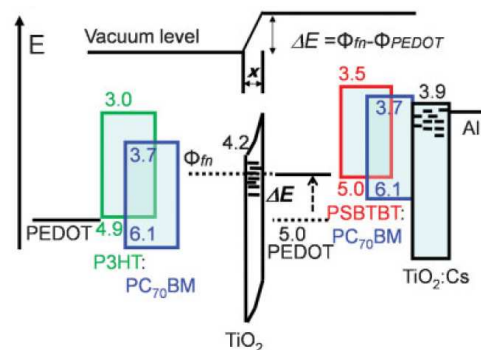 Vacuum level
ΔE =Φfn-ΦPEDOT
E
x
3.0
3.7
4.9
6.1
PEDOT
P3HT:
PC70BM
Φfn
4.2
ΔE
5.0
PEDOT
TiO2
3.5
3.7
3.9
Al
5.0
6.1
PSBTBT:
PC70BM
TiO2:Cs